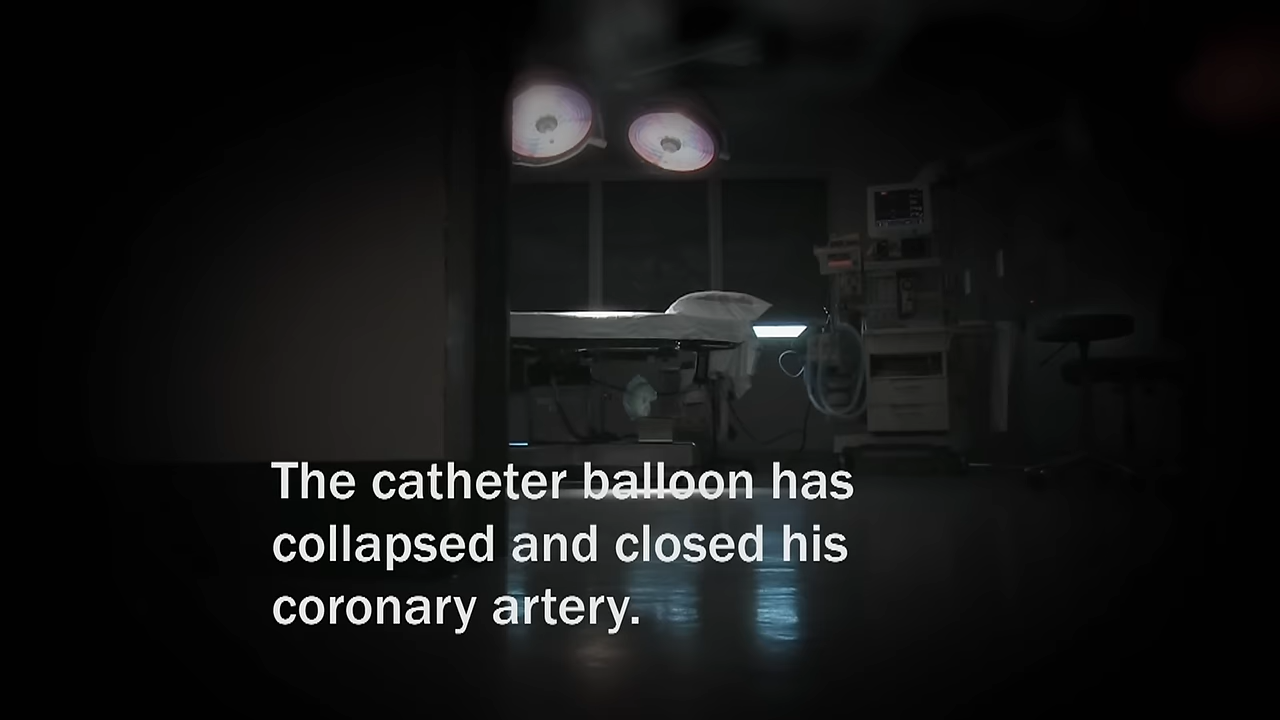 The catheter balloon has
collapsed and closed his
coronary artery.